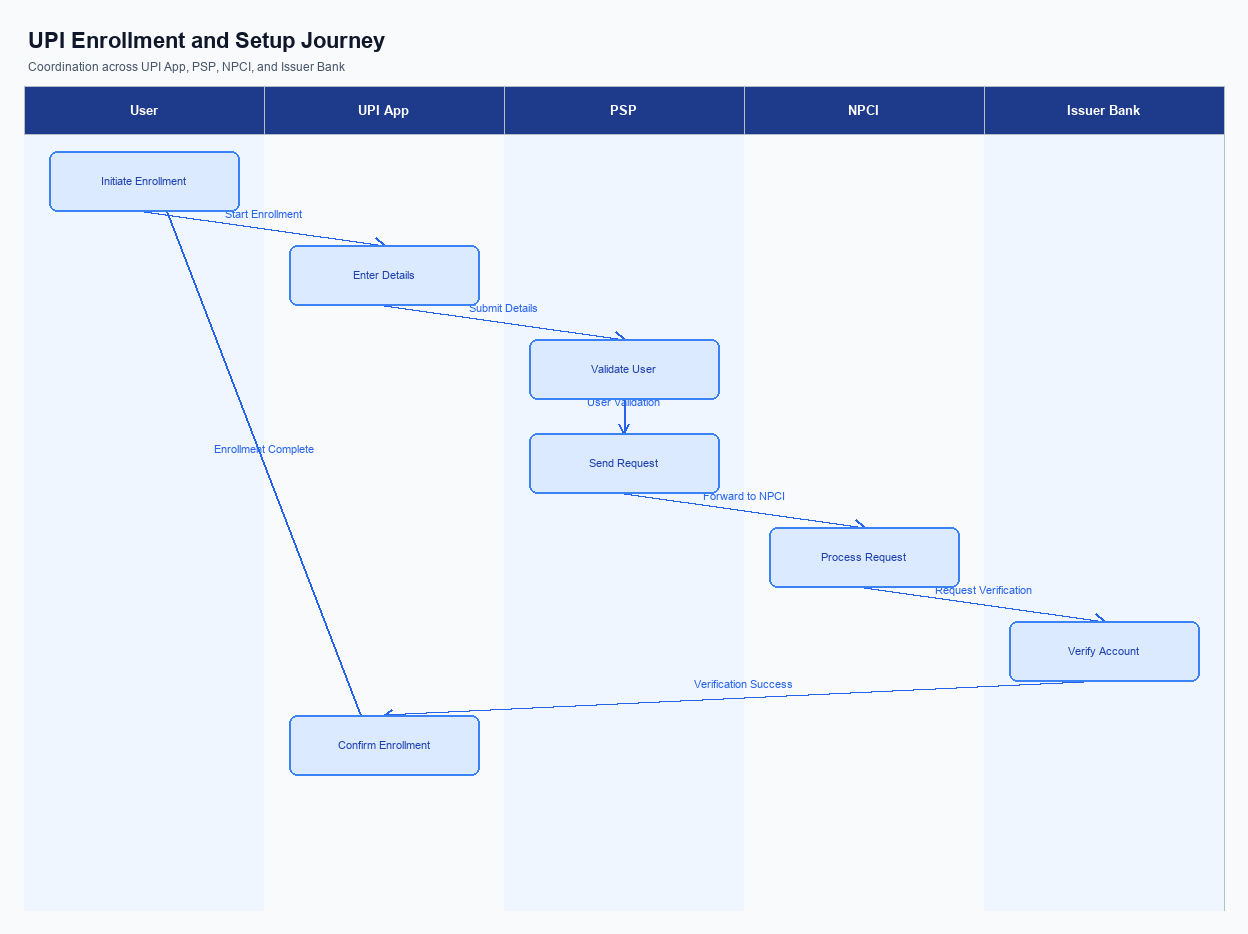 UPI Enrollment and Setup Journey
Coordination across UPI App, PSP, NPCI, and Issuer Bank
User
UPI App
PSP
NPCI
Issuer Bank
Initiate Enrollment
Start Enrollment
Enter Details
Submit Details
Validate User
User Validation
Enrollment Complete
Send Request
Forward to NPCI
Process Request
Request Verification
Verify Account
Verification Success
Confirm Enrollment